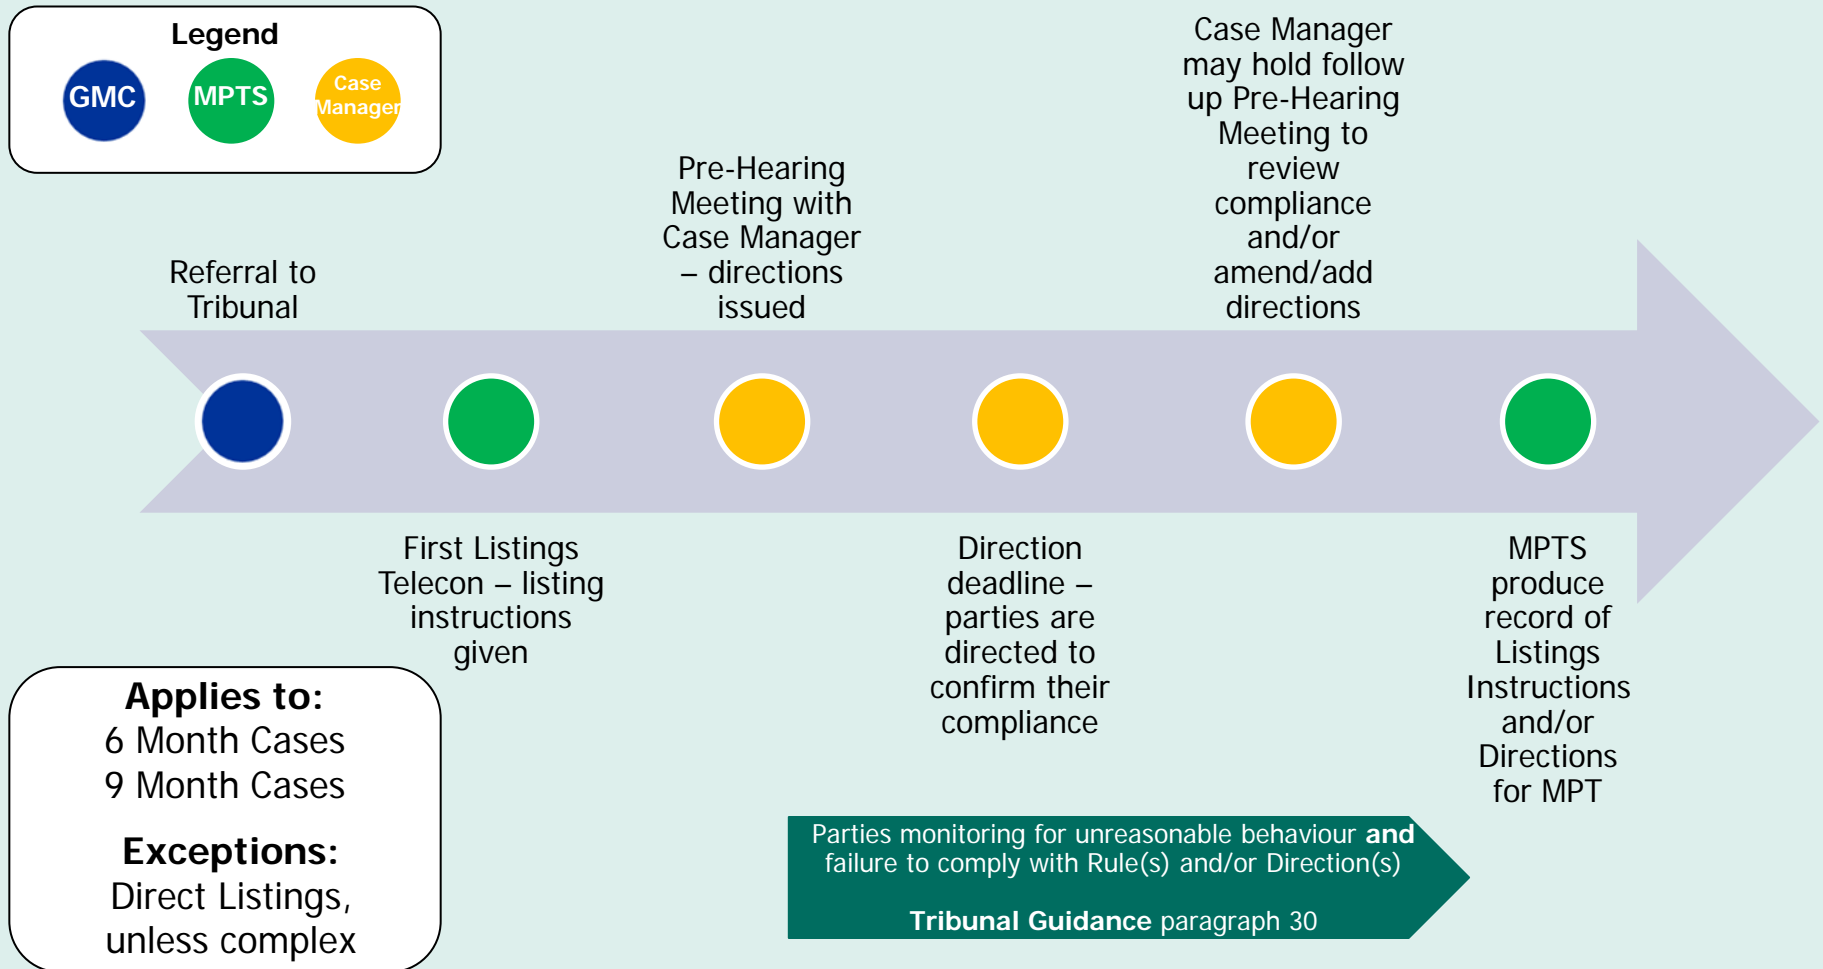 Legend
GMC
MPTS
Case
Manager
Referral to
Tribunal
First Listings
Telecon – listing
instructions
given
Pre-Hearing
Meeting with
Case Manager
– directions
issued
Direction
deadline –
parties are
directed to
confirm their
compliance
Case Manager
may hold follow
up Pre-Hearing
Meeting to
review
compliance
and/or
amend/add
directions
MPTS
produce
record of
Listings
Instructions
and/or
Directions
for MPT
Applies to:
6 Month Cases
9 Month Cases
Exceptions:
Direct Listings,
unless complex
Parties monitoring for unreasonable behaviour and
failure to comply with Rule(s) and/or Direction(s)
Tribunal Guidance paragraph 30